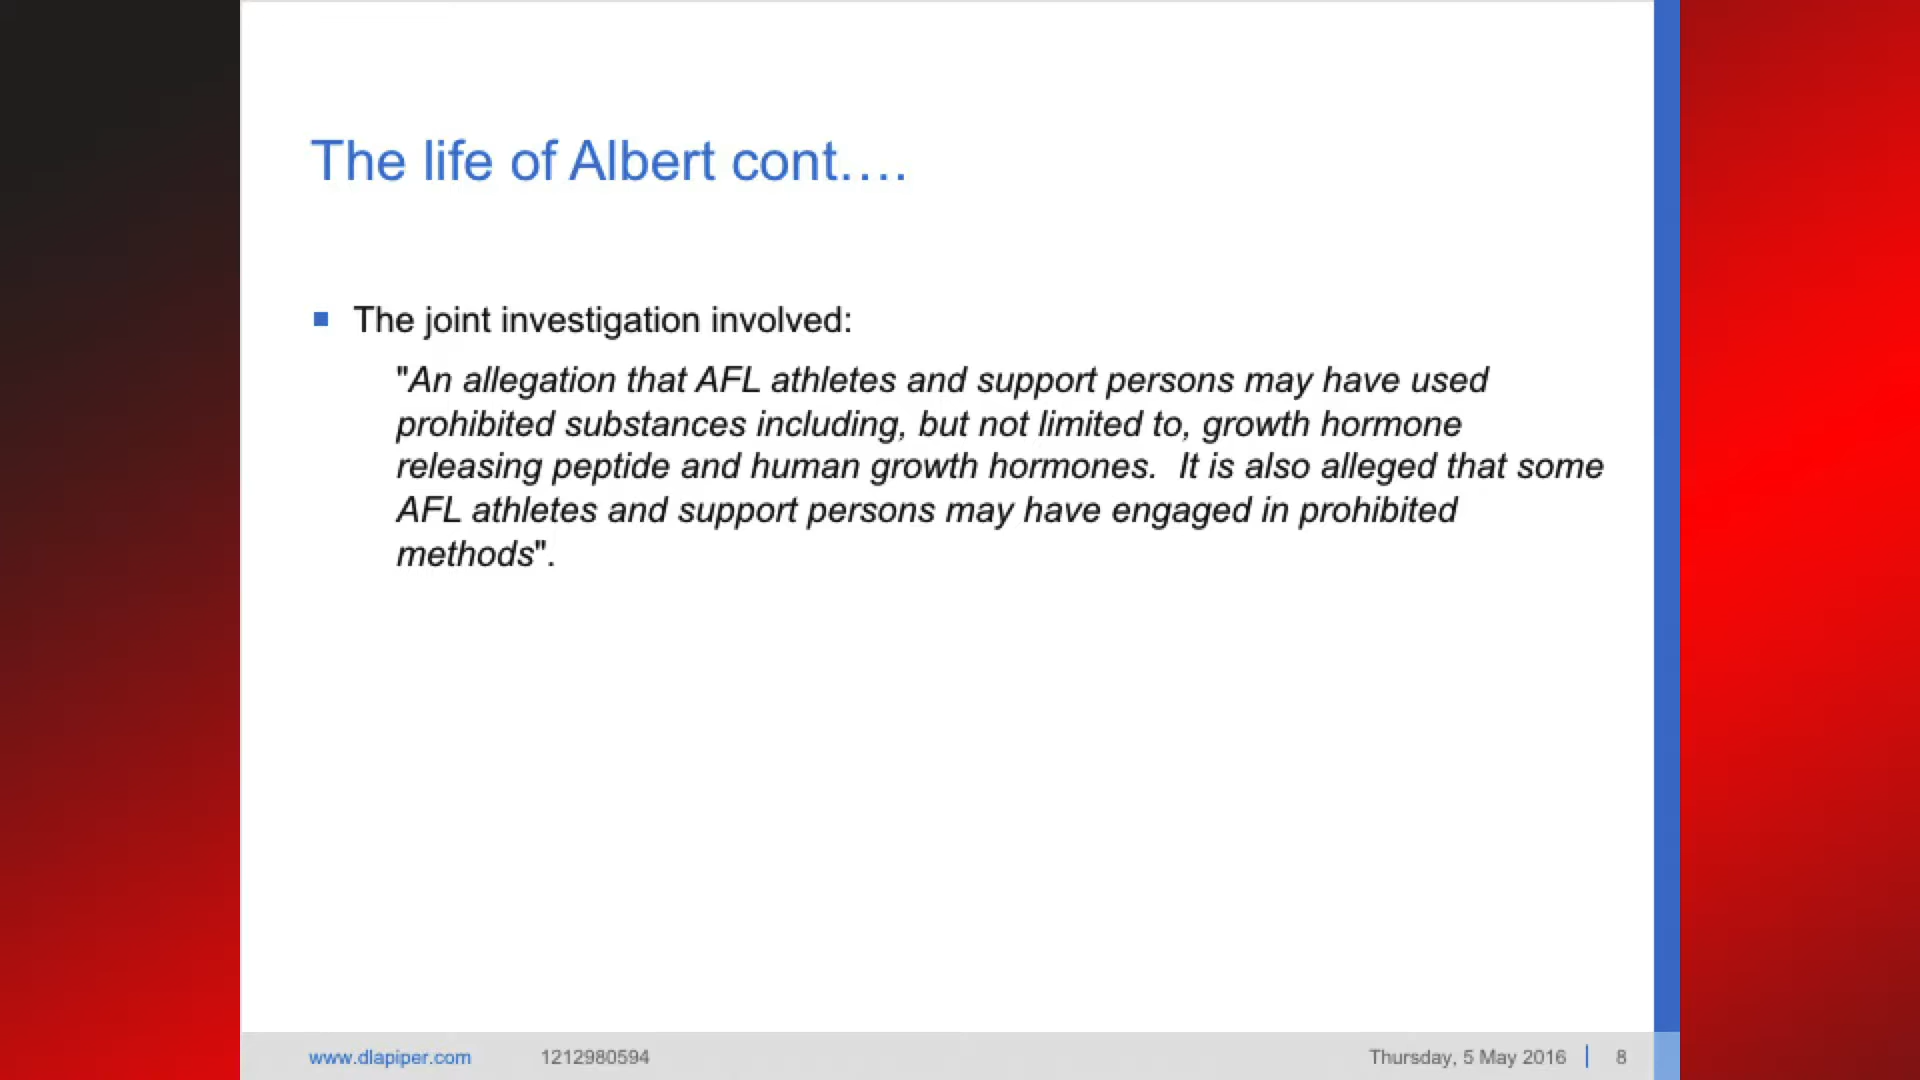 The life of Albert cont....
The joint investigation involved:
"An allegation that AFL athletes and support persons may have used
prohibited substances including, but not limited to, growth hormone
releasing peptide and human growth hormones.  It is also alleged that some
AFL athletes and support persons may have engaged in prohibited
methods".
www.dlapiper.com 1212980594 Thursday, 5 May 2016 8